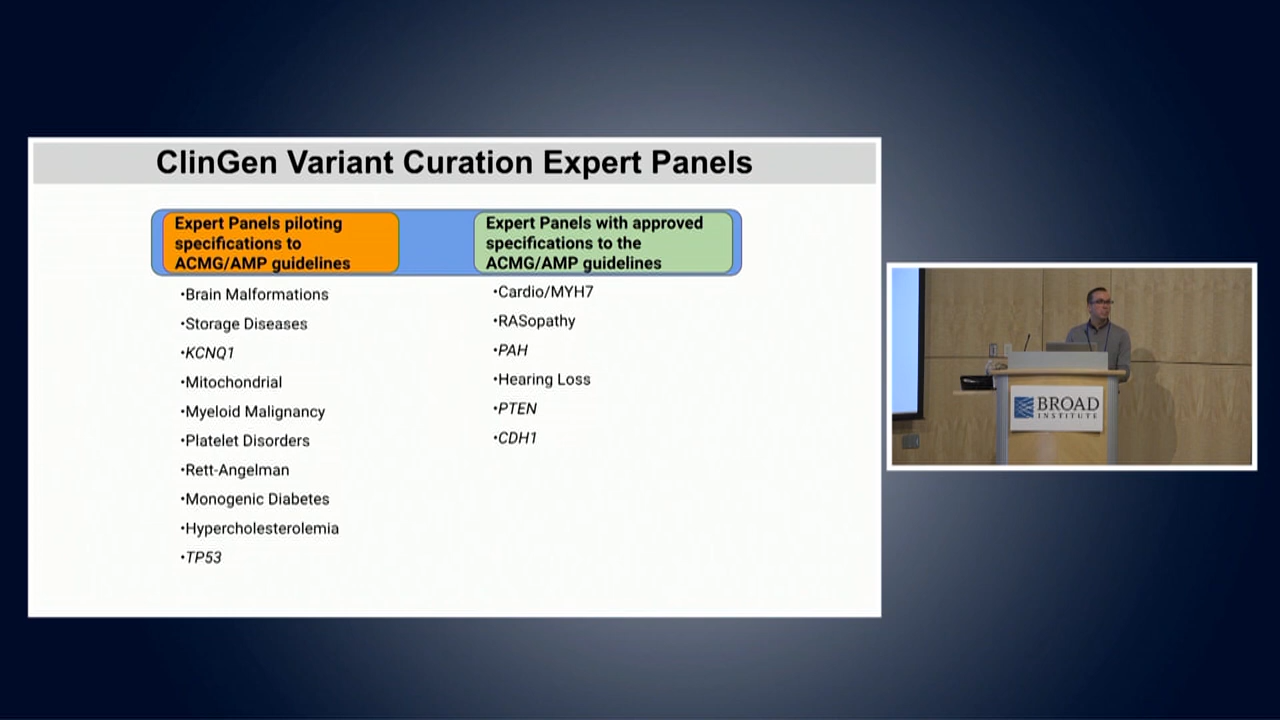 ClinGen Variant Curation Expert Panels
Expert Panels piloting
specifications to
ACMG/AMP guidelines
•Brain Malformations
•Storage Diseases
•KCNQ1
•Mitochondrial
•Myeloid Malignancy
•Platelet Disorders
•Rett-Angelman
•Monogenic Diabetes
•Hypercholesterolemia
•TP53
Expert Panels with approved
specifications to the
ACMG/AMP guidelines
•Cardio/MYH7
•RASopathy
•PAH
•Hearing Loss
•PTEN
•CDH1
BROAD
INSTITUTE